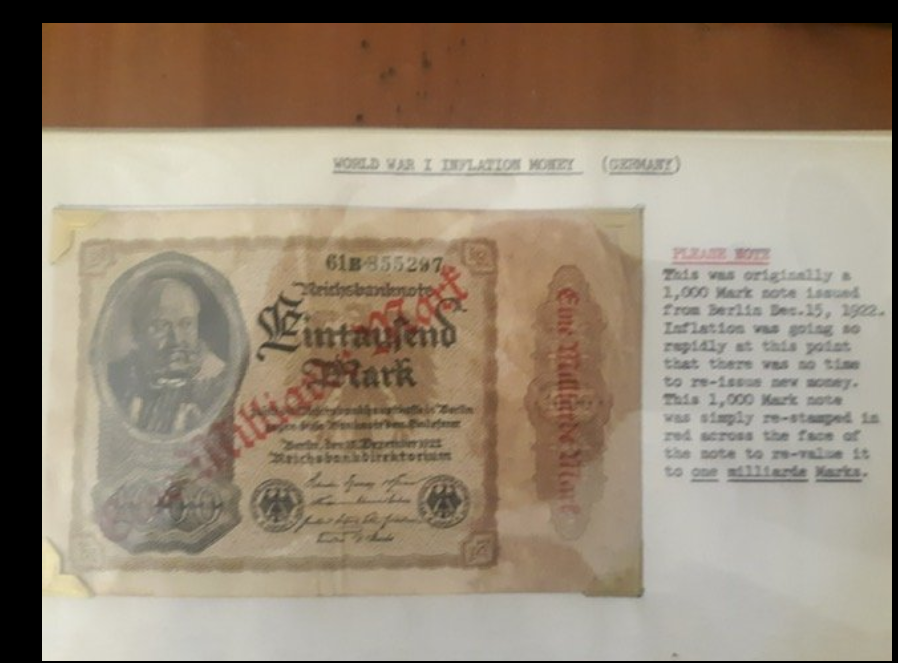 WORLD WAR I INFLATION MONEY (GERMANY)
61B·855297
Reichsbanknote
Eintausend
Mark
Berlin, den 15. Dezember 1922
Reichsbankdirektorium
Milliarde Mark
Eine Milliarde Mark
PLEASE NOTE
This was originally a
1,000 Mark note issued
from Berlin Dec.15, 1922.
Inflation was going so
rapidly at this point
that there was no time
to re-issue new money.
This 1,000 Mark note
was simply re-stamped in
red across the face of
the note to re-value it
to one milliarde Marks.